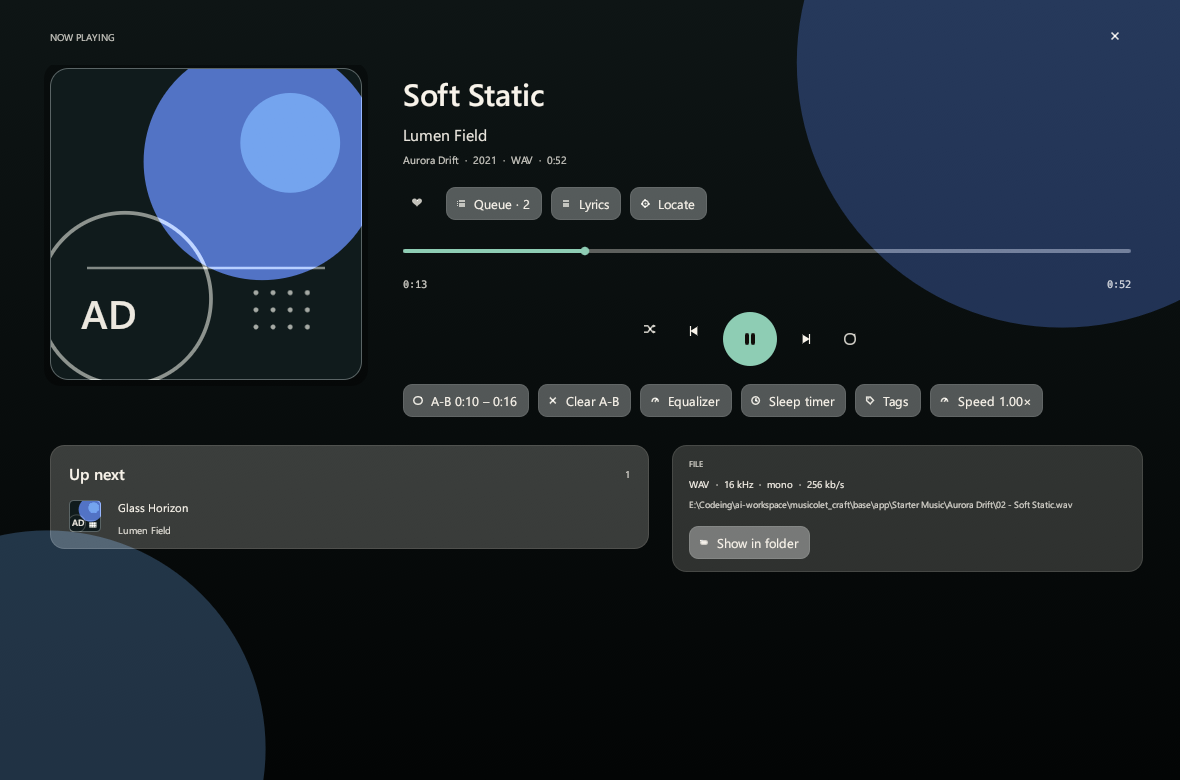 NOW PLAYING
Soft Static
Lumen Field
Aurora Drift · 2021 · WAV · 0:52
Queue · 2
Lyrics
Locate
0:13
0:52
AD
A-B 0:10 – 0:16
Clear A-B
Equalizer
Sleep timer
Tags
Speed 1.00×
Up next
1
AD
Glass Horizon
Lumen Field
FILE
WAV · 16 kHz · mono · 256 kb/s
E:\Codeing\ai-workspace\musicolet_craft\base\app\Starter Music\Aurora Drift\02 - Soft Static.wav
Show in folder